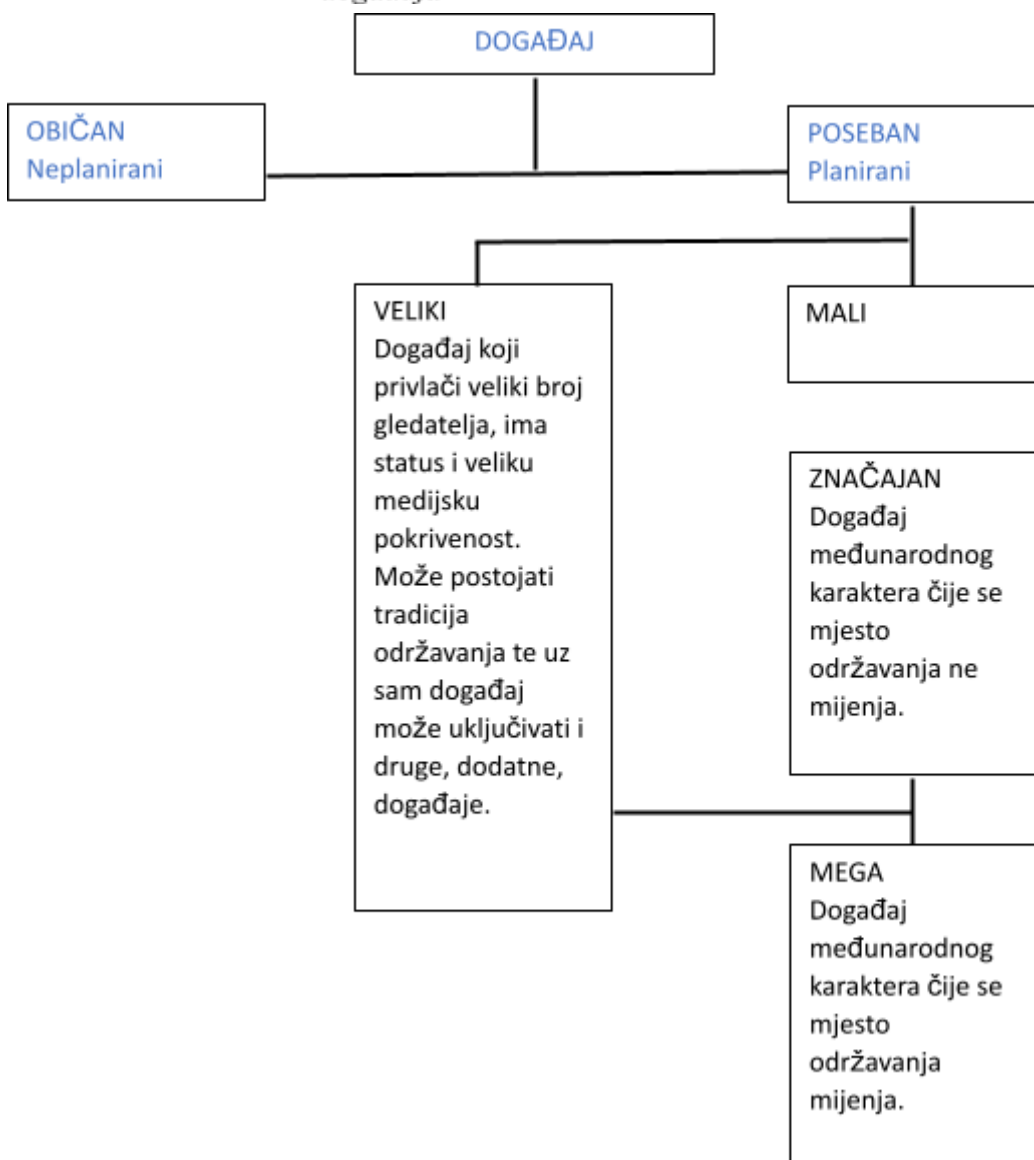 DOGAĐAJ
OBIČAN
Neplanirani
POSEBAN
Planirani
VELIKI
Događaj koji
privlači veliki broj
gledatelja, ima
status i veliku
medijsku
pokrivenost.
Može postojati
tradicija
održavanja te uz
sam događaj
može uključivati i
druge, dodatne,
događaje.
MALI
ZNAČAJAN
Događaj
međunarodnog
karaktera čije se
mjesto
održavanja ne
mijenja.
MEGA
Događaj
međunarodnog
karaktera čije se
mjesto
održavanja
mijenja.